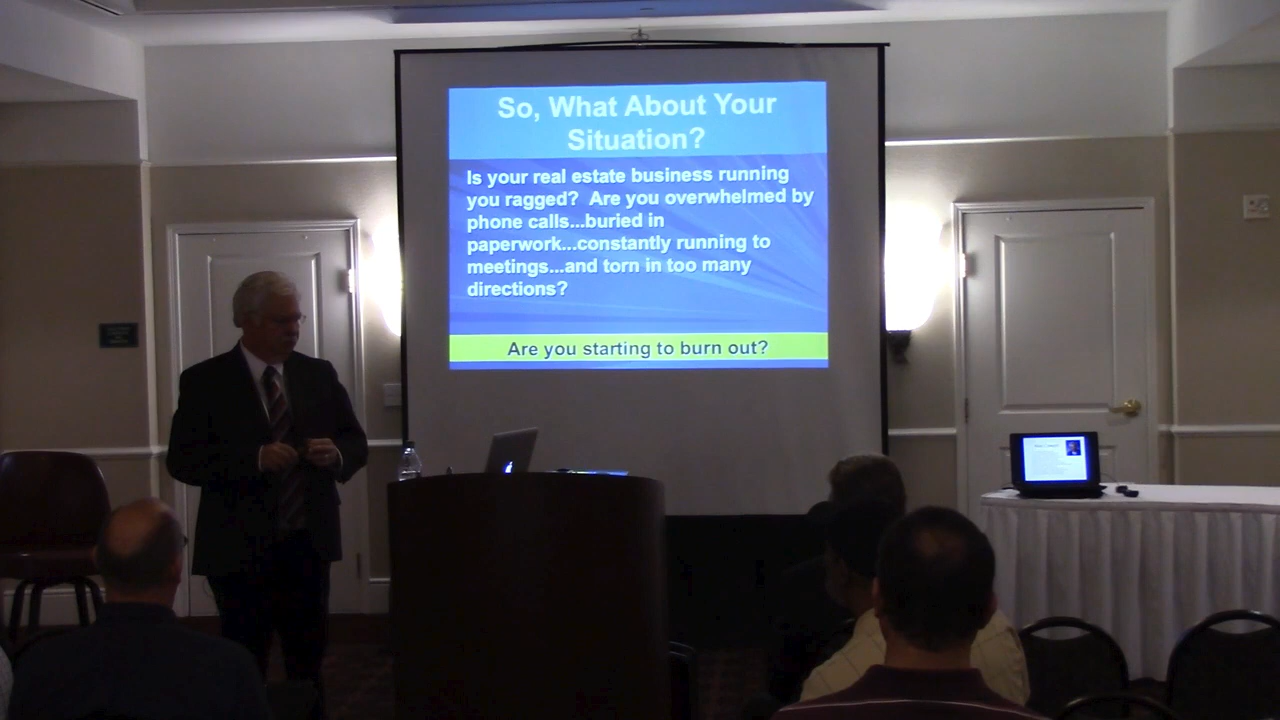 So, What About Your
Situation?
Is your real estate business running
you ragged?  Are you overwhelmed by
phone calls...buried in
paperwork...constantly running to
meetings...and torn in too many
directions?
Are you starting to burn out?